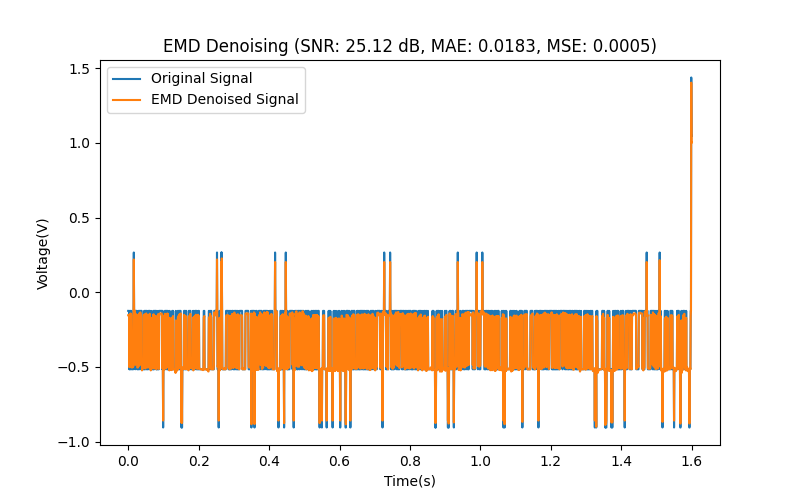 EMD Denoising (SNR: 25.12 dB, MAE: 0.0183, MSE: 0.0005)
Original Signal
EMD Denoised Signal
Voltage(V)
1.5
1.0
0.5
0.0
−0.5
−1.0
0.0 0.2 0.4 0.6 0.8 1.0 1.2 1.4 1.6
Time(s)